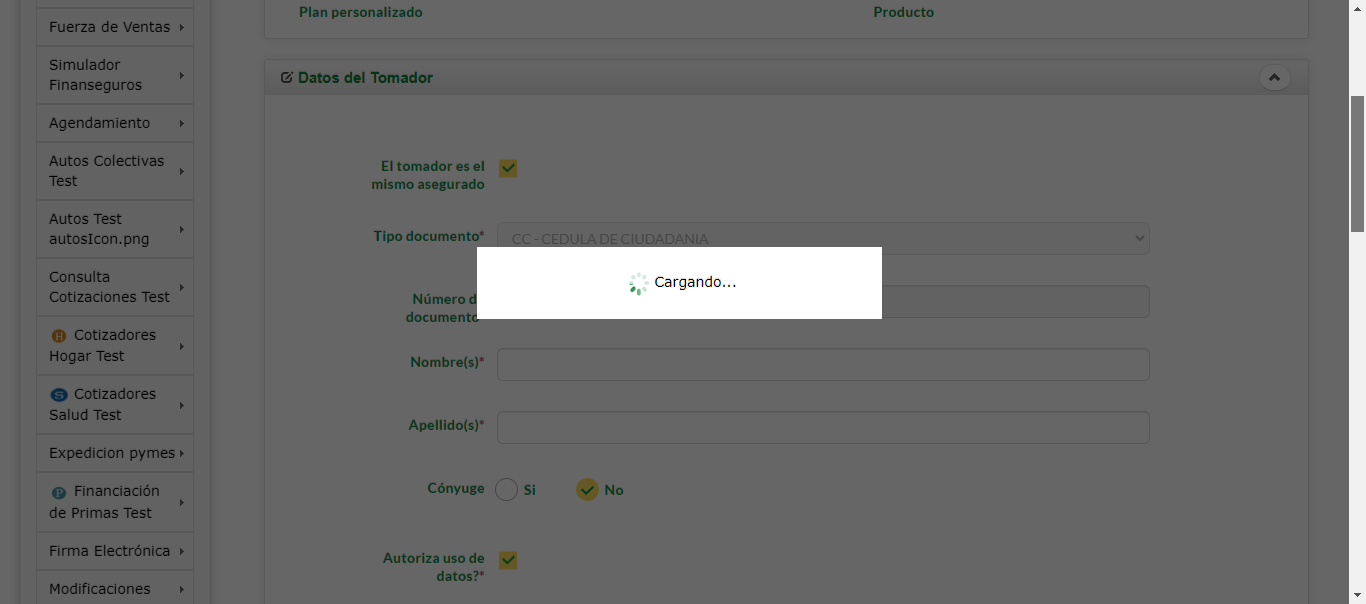 Fuerza de Ventas
Simulador
Finanseguros
Agendamiento
Autos Colectivas
Test
Autos Test
autosIcon.png
Consulta
Cotizaciones Test
H Cotizadores
Hogar Test
S Cotizadores
Salud Test
Expedicion pymes
P Financiación
de Primas Test
Firma Electrónica
Modificaciones
Plan personalizado
Producto
Datos del Tomador
El tomador es el
mismo asegurado
Tipo documento*
CC - CEDULA DE CIUDADANIA
Número d
documento
Cargando...
Nombre(s)*
Apellido(s)*
Cónyuge
Si
No
Autoriza uso de
datos?*